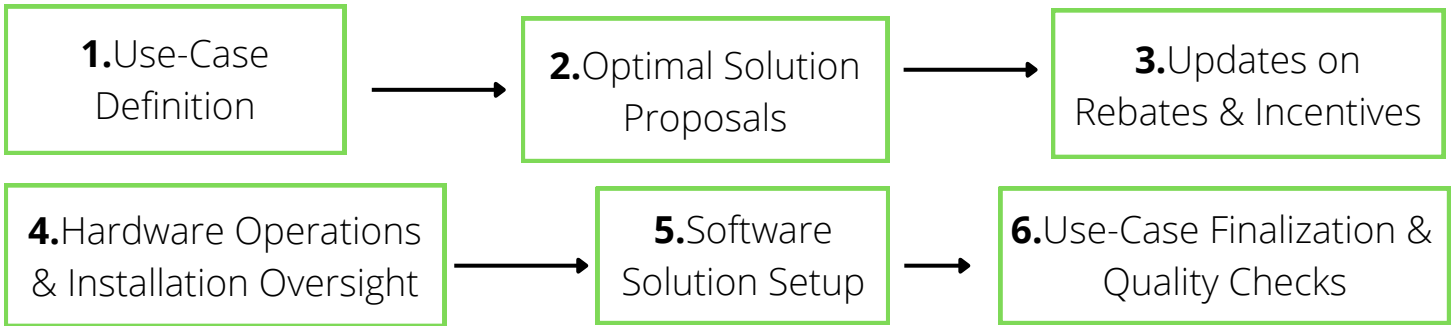 1.Use-Case
Definition
2.Optimal Solution
Proposals
3.Updates on
Rebates & Incentives
4.Hardware Operations
& Installation Oversight
5.Software
Solution Setup
6.Use-Case Finalization &
Quality Checks